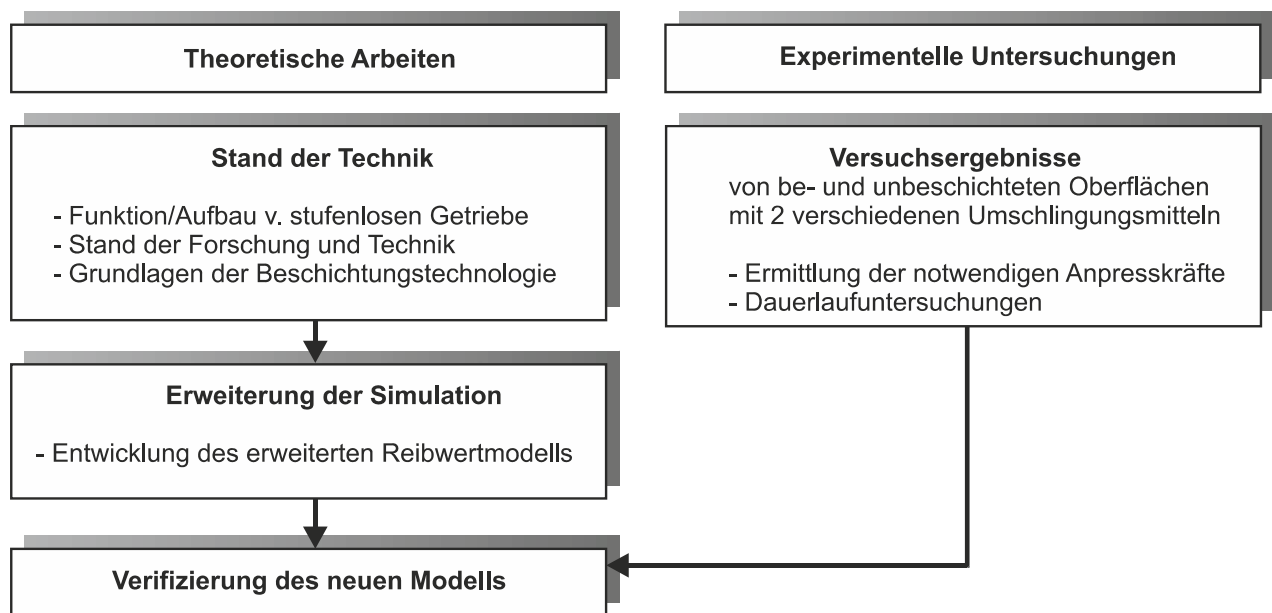 Theoretische Arbeiten
Experimentelle Untersuchungen
Stand der Technik
- Funktion/Aufbau v. stufenlosen Getriebe
- Stand der Forschung und Technik
- Grundlagen der Beschichtungstechnologie
Versuchsergebnisse
von be- und unbeschichteten Oberflächen
mit 2 verschiedenen Umschlingungsmitteln
- Ermittlung der notwendigen Anpresskräfte
- Dauerlaufuntersuchungen
Erweiterung der Simulation
- Entwicklung des erweiterten Reibwertmodells
Verifizierung des neuen Modells